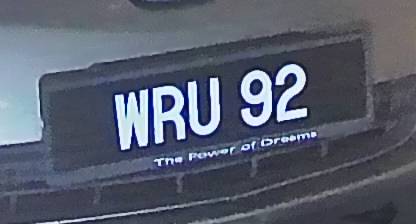 WRU 92
The Power of Dreams